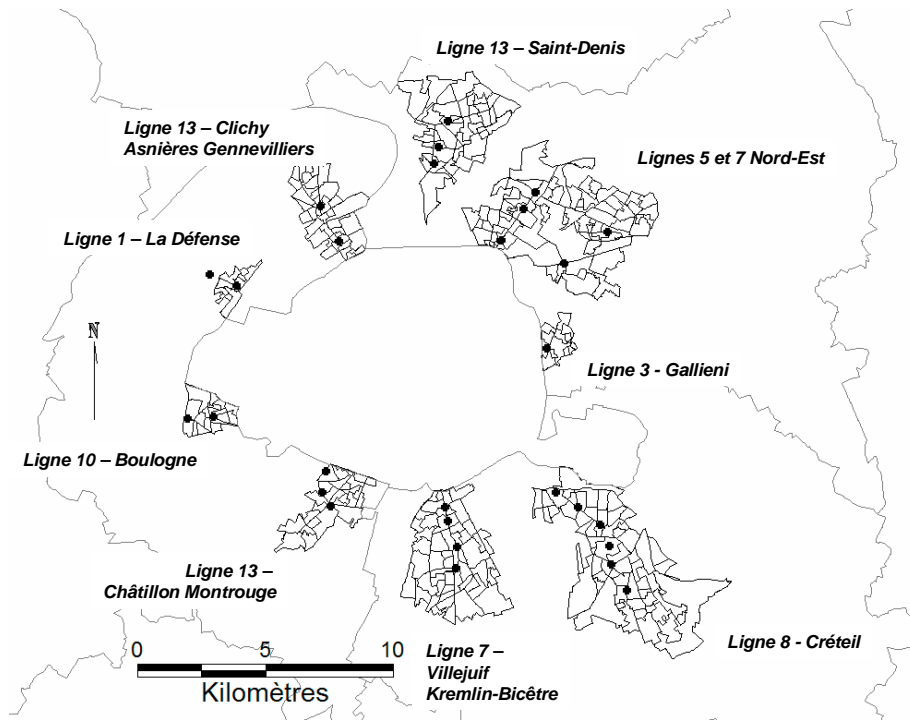 Ligne 13 – Saint-Denis
Ligne 13 – Clichy
Asnières Gennevilliers
Lignes 5 et 7 Nord-Est
Ligne 1 – La Défense
N
Ligne 3 - Gallieni
Ligne 10 – Boulogne
Ligne 13 –
Châtillon Montrouge
Ligne 7 –
Villejuif
Kremlin-Bicêtre
Ligne 8 - Créteil
0 5 10
Kilomètres